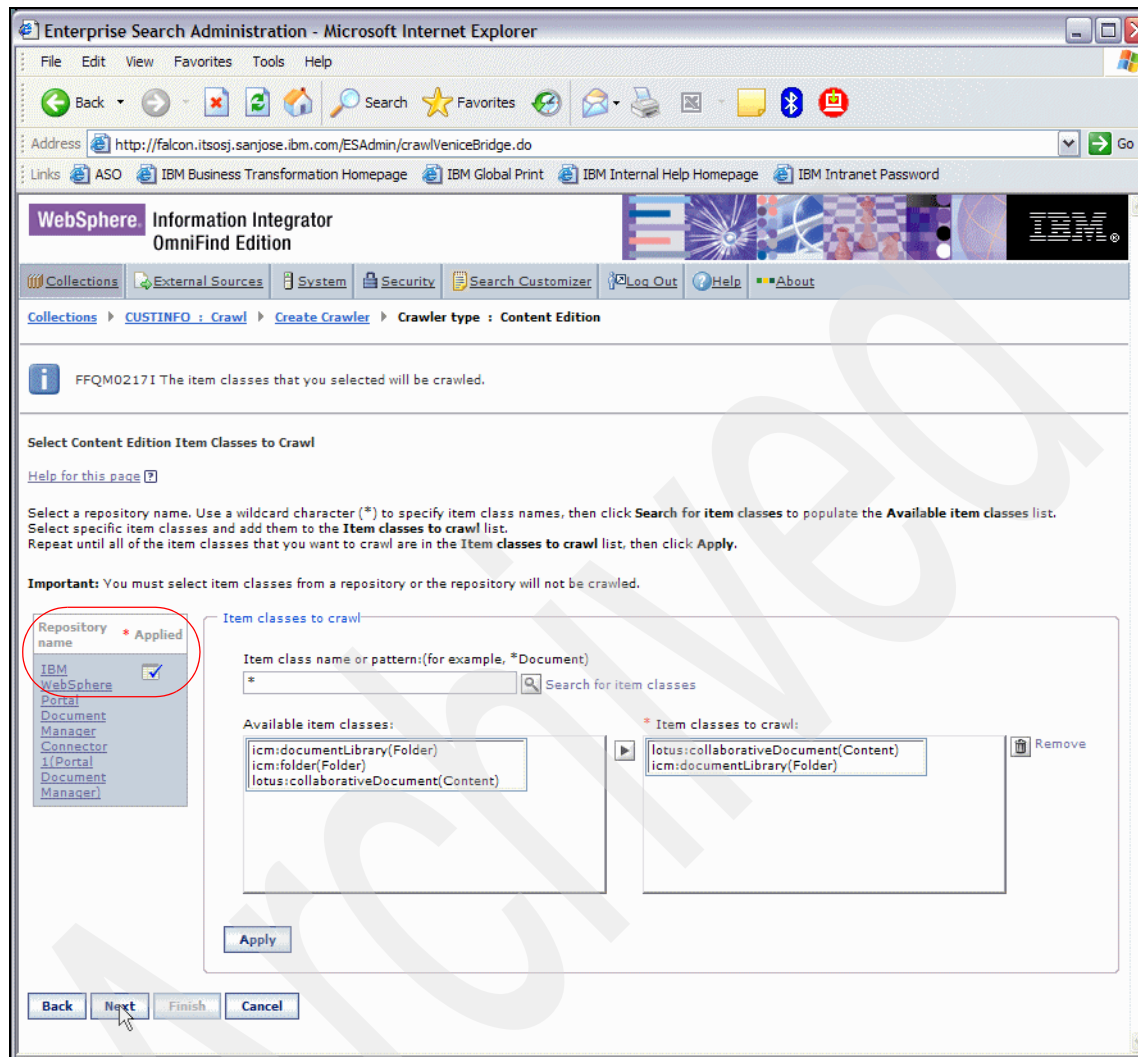 Enterprise Search Administration - Microsoft Internet Explorer
File Edit View Favorites Tools Help
Back Search Favorites
Address http://falcon.itsosj.sanjose.ibm.com/ESAdmin/crawlVeniceBridge.do Go
Links ASO IBM Business Transformation Homepage IBM Global Print IBM Internal Help Homepage IBM Intranet Password
WebSphere. Information Integrator
OmniFind Edition
IBM®
Collections External Sources System Security Search Customizer Log Out Help About
Collections CUSTINFO : Crawl Create Crawler Crawler type : Content Edition
FFQM0217I The item classes that you selected will be crawled.
Select Content Edition Item Classes to Crawl
Help for this page ?
Select a repository name. Use a wildcard character (*) to specify item class names, then click Search for item classes to populate the Available item classes list.
Select specific item classes and add them to the Item classes to crawl list.
Repeat until all of the item classes that you want to crawl are in the Item classes to crawl list, then click Apply.
Important: You must select item classes from a repository or the repository will not be crawled.
Repository
name
* Applied
IBM
WebSphere
Portal
Document
Manager
Connector
1(Portal
Document
Manager)
Item classes to crawl
Item class name or pattern:(for example, *Document)
*
Search for item classes
Available item classes:
icm:documentLibrary(Folder)
icm:folder(Folder)
lotus:collaborativeDocument(Content)
* Item classes to crawl:
lotus:collaborativeDocument(Content)
icm:documentLibrary(Folder)
Remove
Apply
Back Next Finish Cancel
Archived